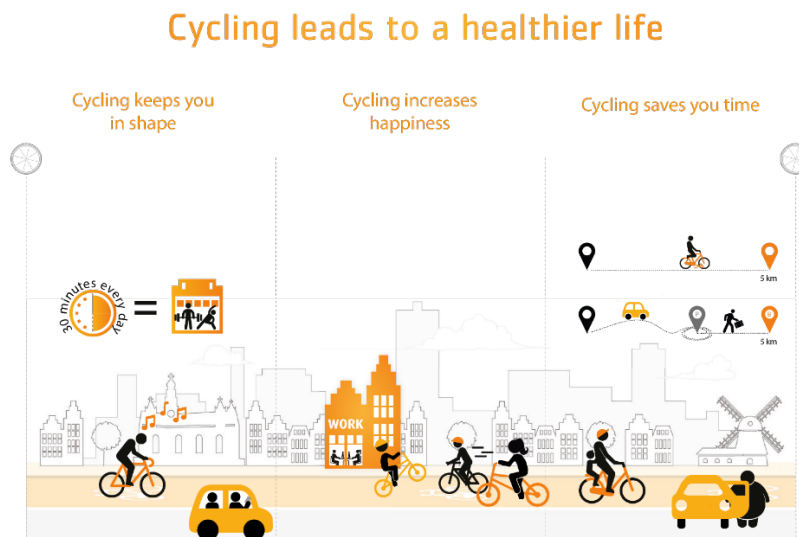 Cycling leads to a healthier life
Cycling keeps you
in shape
Cycling increases
happiness
Cycling saves you time
30 minutes every day
=
5 km
5 km
WORK